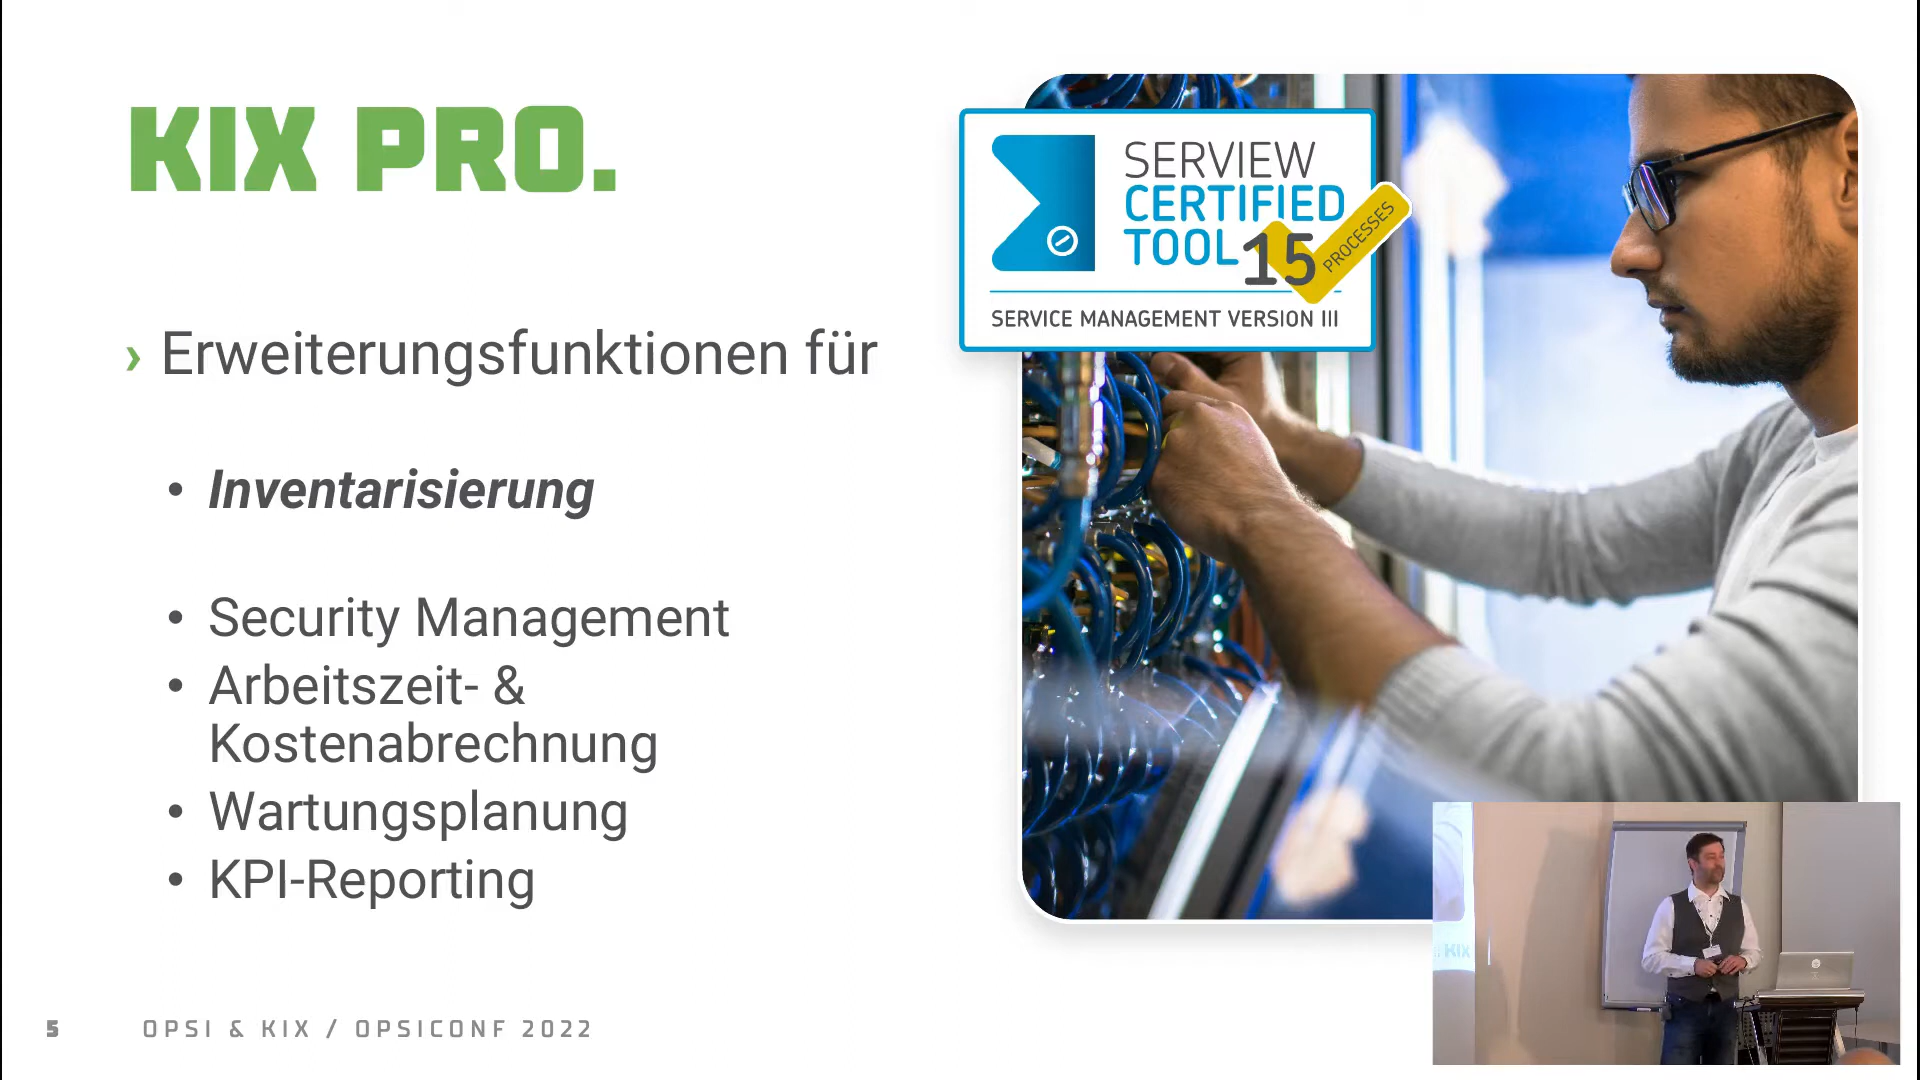 KIX PRO.
› Erweiterungsfunktionen für
• Inventarisierung
• Security Management
• Arbeitszeit- &
Kostenabrechnung
• Wartungsplanung
• KPI-Reporting
SERVIEW
CERTIFIED
TOOL 15 PROCESSES
SERVICE MANAGEMENT VERSION III
KIX
5 OPSI & KIX / OPSICONF 2022